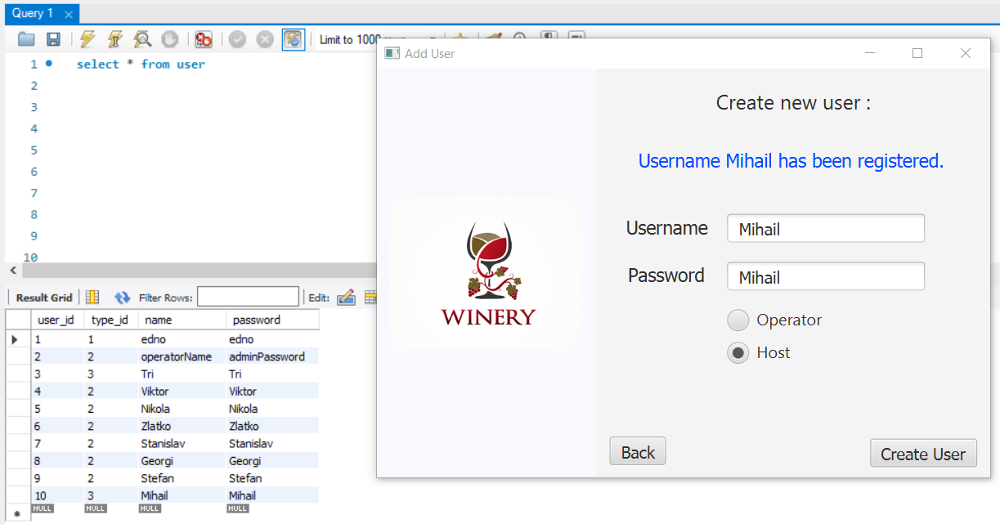 Query 1
Limit to 1000 rows
1 select * from user
2
3
4
5
6
7
8
9
10
Result Grid Filter Rows: Edit:
user_id type_id name password
1 1 edno edno
2 2 operatorName adminPassword
3 3 Tri Tri
4 2 Viktor Viktor
5 2 Nikola Nikola
6 2 Zlatko Zlatko
7 2 Stanislav Stanislav
8 2 Georgi Georgi
9 2 Stefan Stefan
10 3 Mihail Mihail
NULL NULL NULL NULL
Add User
WINERY
Create new user :
Username Mihail has been registered.
Username Mihail
Password Mihail
Operator
Host
Back Create User